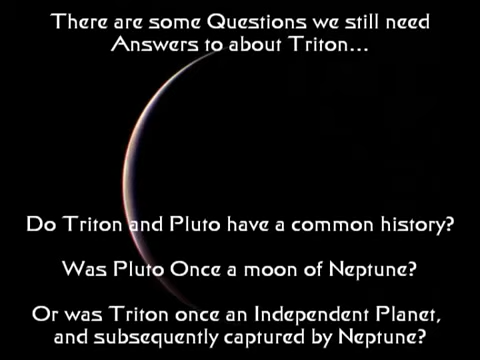 There are some Questions we still need
Answers to about Triton...
Do Triton and Pluto have a common history?
Was Pluto Once a moon of Neptune?
Or was Triton once an Independent Planet,
and subsequently captured by Neptune?